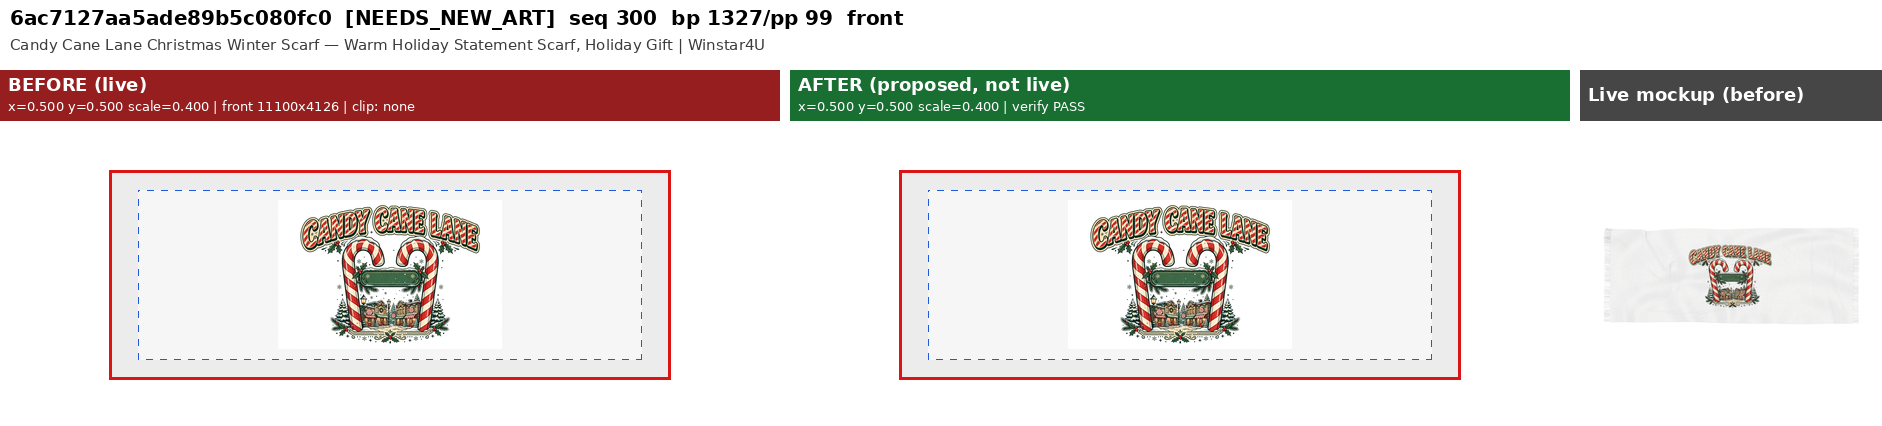 6ac7127aa5ade89b5c080fc0  [NEEDS_NEW_ART]  seq 300  bp 1327/pp 99  front
Candy Cane Lane Christmas Winter Scarf — Warm Holiday Statement Scarf, Holiday Gift | Winstar4U
BEFORE (live)
x=0.500 y=0.500 scale=0.400 | front 11100x4126 | clip: none
AFTER (proposed, not live)
x=0.500 y=0.500 scale=0.400 | verify PASS
Live mockup (before)
CANDY CANE LANE
CANDY CANE LANE
CANDY CANE LANE